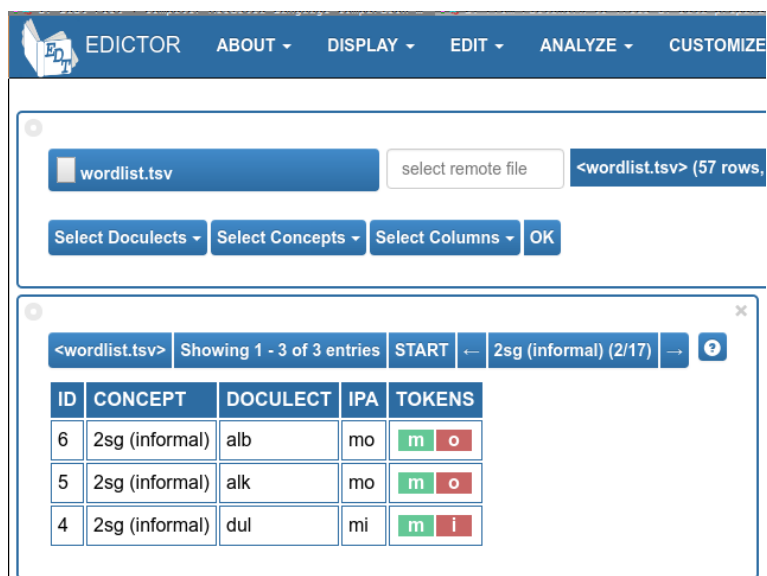 EDT EDICTOR ABOUT DISPLAY EDIT ANALYZE CUSTOMIZE
wordlist.tsv select remote file <wordlist.tsv> (57 rows,
Select Doculects Select Concepts Select Columns OK
<wordlist.tsv> Showing 1 - 3 of 3 entries START ← 2sg (informal) (2/17) → ?
ID CONCEPT DOCULECT IPA TOKENS
6 2sg (informal) alb mo m o
5 2sg (informal) alk mo m o
4 2sg (informal) dul mi m i